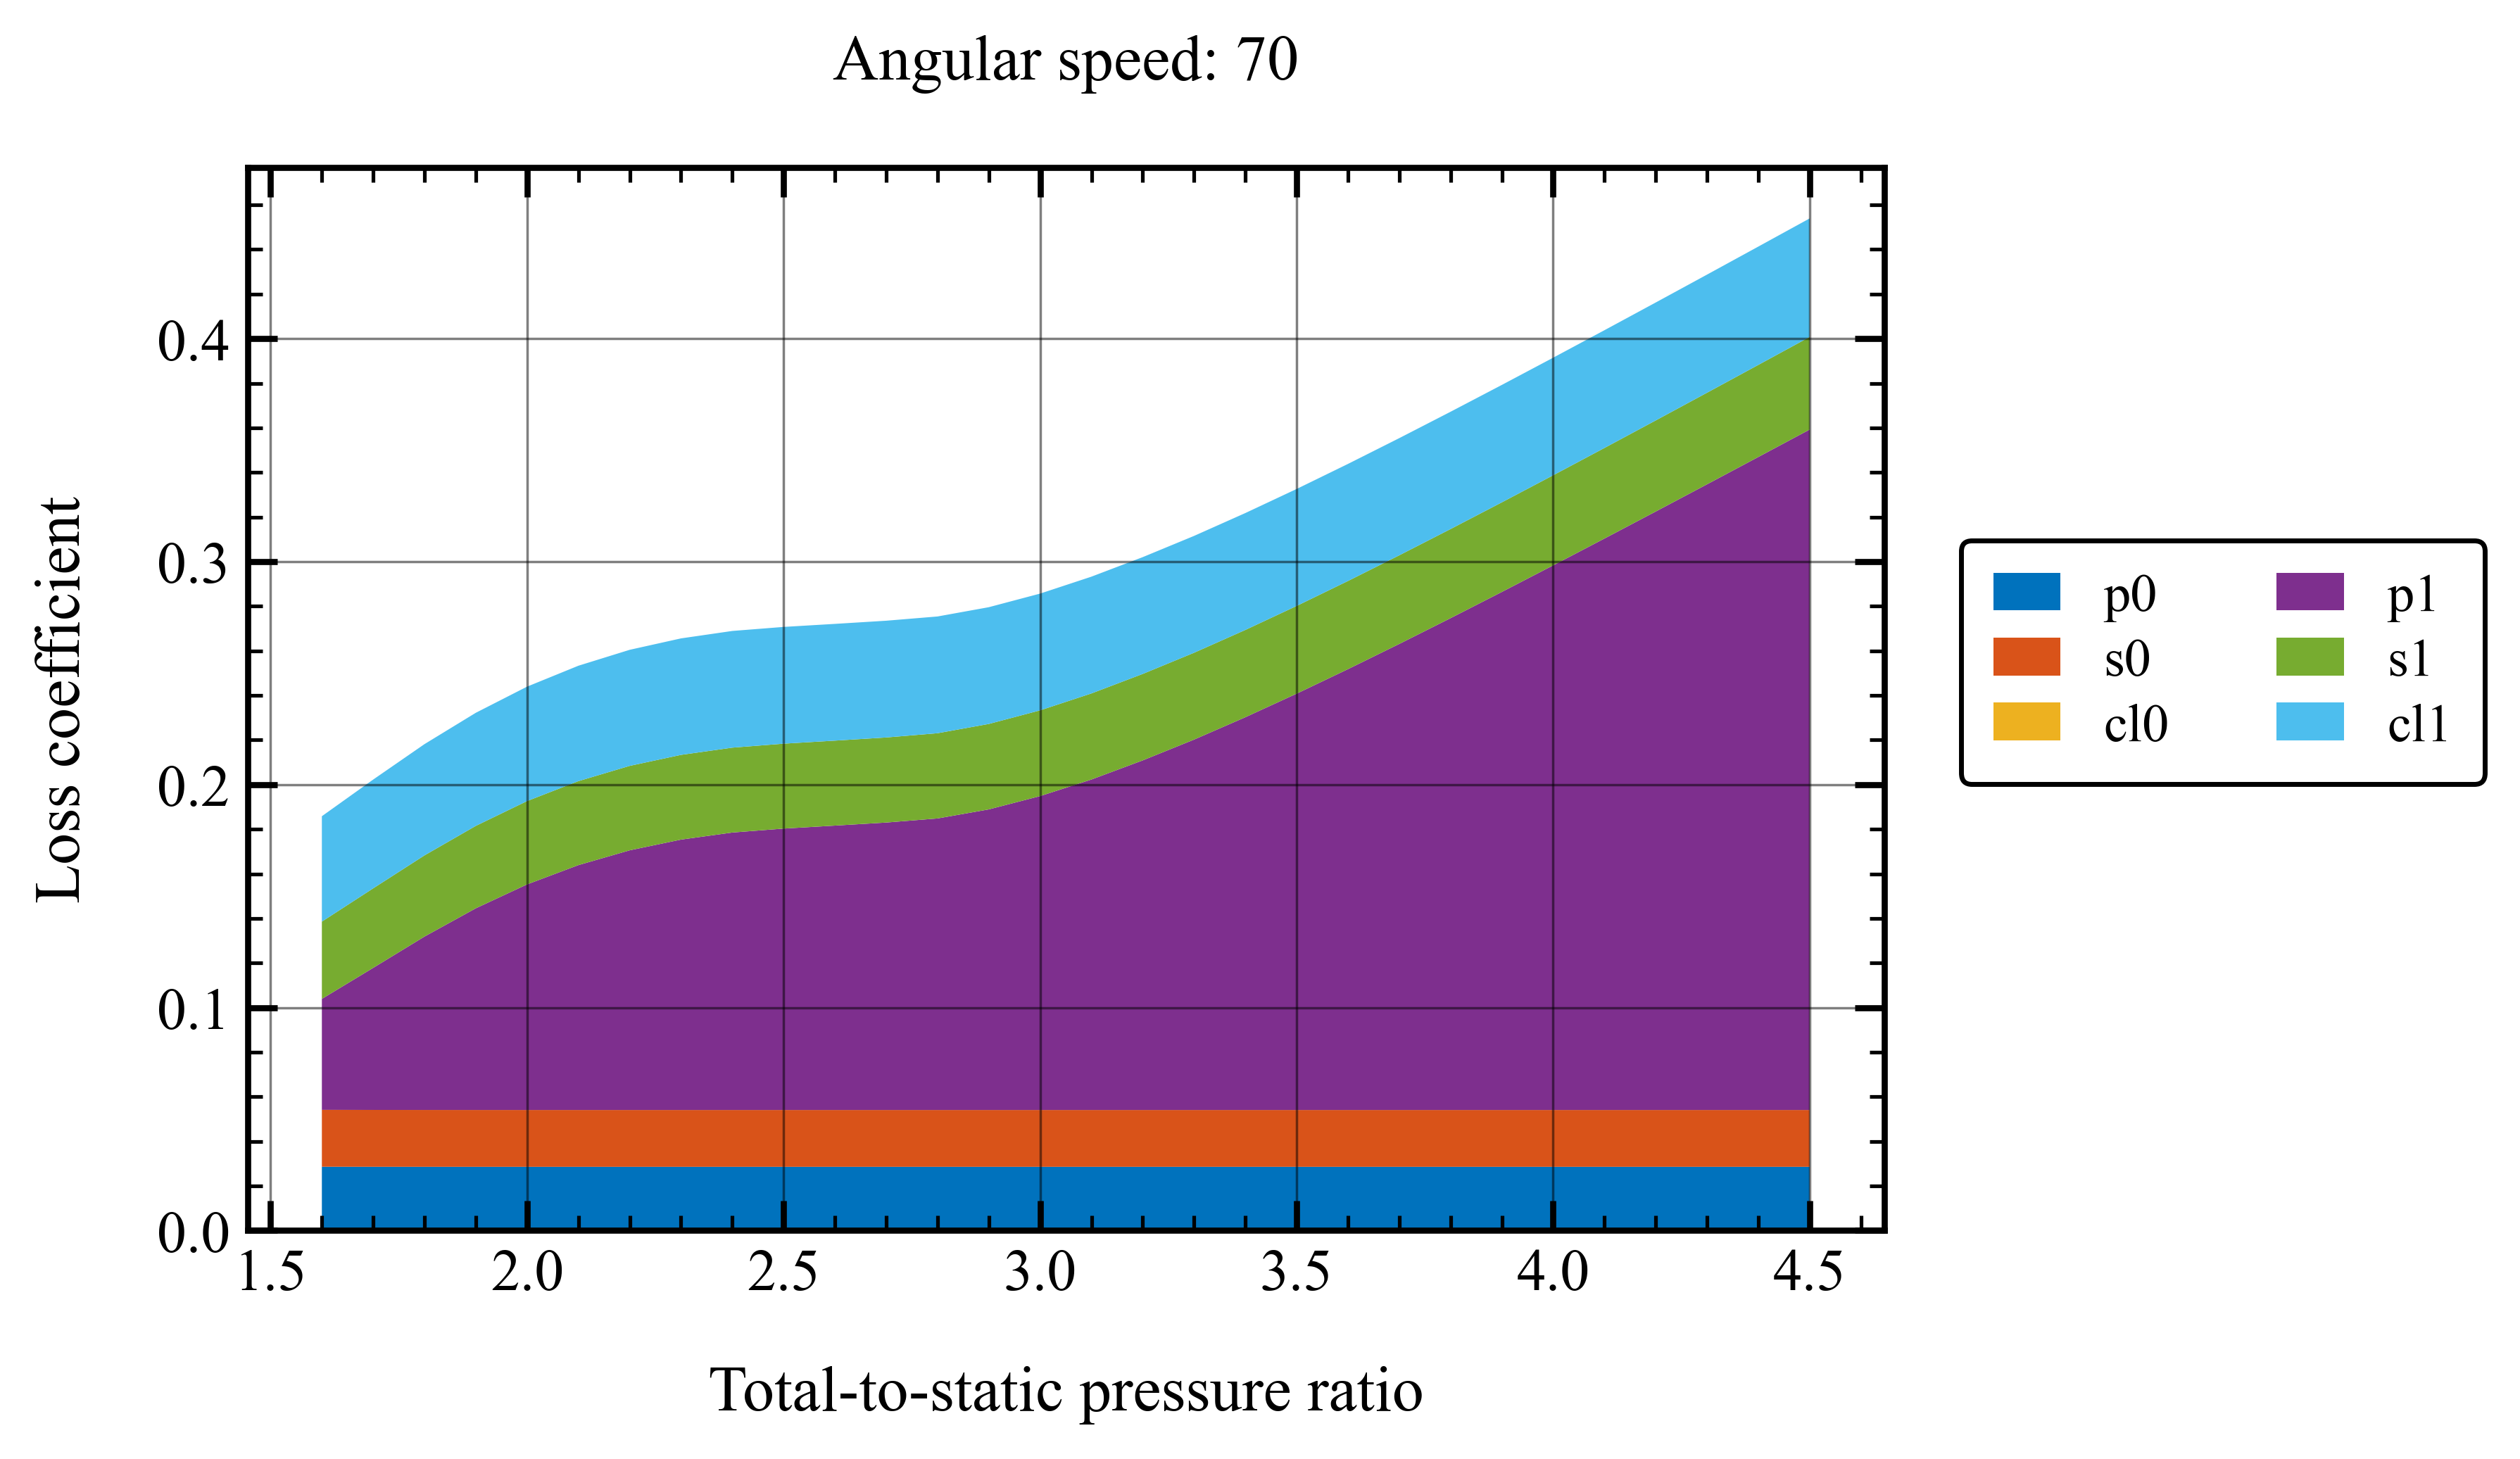 Angular speed: 70
Loss coefficient
0.4
0.3
0.2
0.1
0.0
1.5 2.0 2.5 3.0 3.5 4.0 4.5
Total-to-static pressure ratio
p0 p1
s0 s1
cl0 cl1